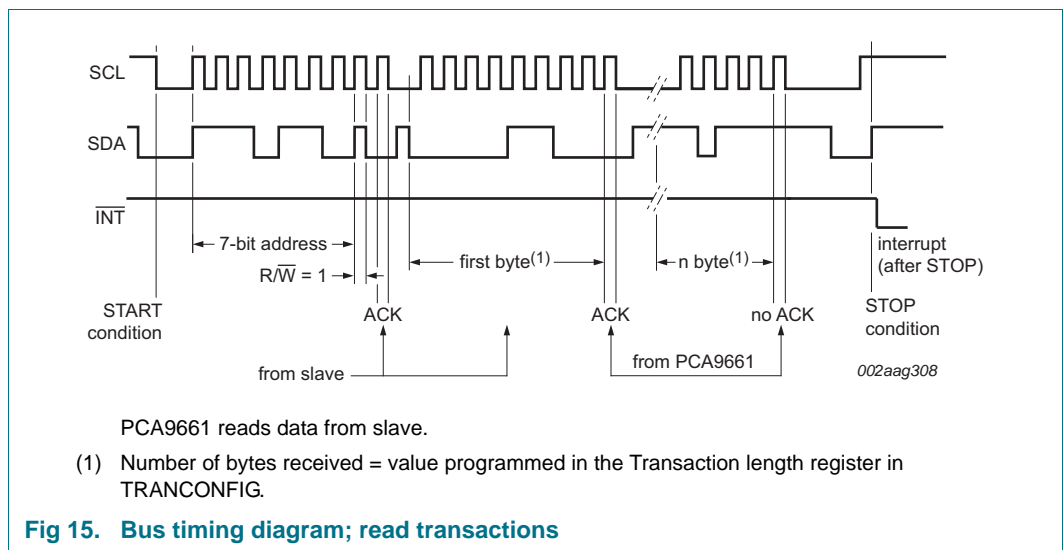 SCL
SDA
INT
7-bit address
R/W = 1
first byte(1)
n byte(1)
interrupt
(after STOP)
START
condition
ACK
ACK
no ACK
STOP
condition
from slave
from PCA9661
002aag308
PCA9661 reads data from slave.
(1) Number of bytes received = value programmed in the Transaction length register in
TRANCONFIG.
Fig 15. Bus timing diagram; read transactions